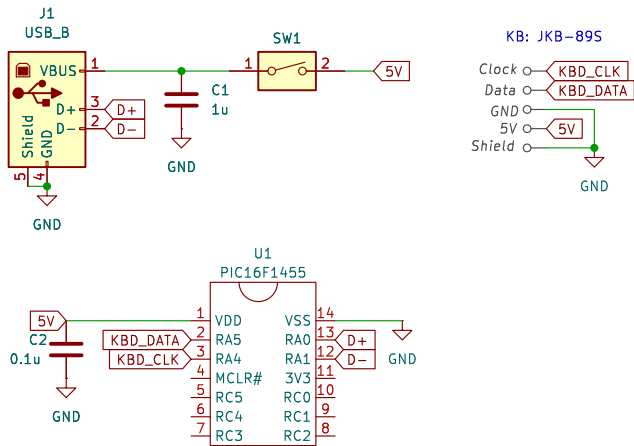 J1
USB_B
VBUS 1
D+ 3 D+
D- 2 D-
Shield
GND
5 4
GND
C1
1u
GND
SW1
1 2
5V
KB: JKB-89S
Clock KBD_CLK
Data KBD_DATA
GND
5V 5V
Shield
GND
U1
PIC16F1455
5V 1 VDD VSS 14
KBD_DATA 2 RA5 RA0 13 D+
KBD_CLK 3 RA4 RA1 12 D-
4 MCLR# 3V3 11
5 RC5 RC0 10
6 RC4 RC1 9
7 RC3 RC2 8
C2
0.1u
GND
GND